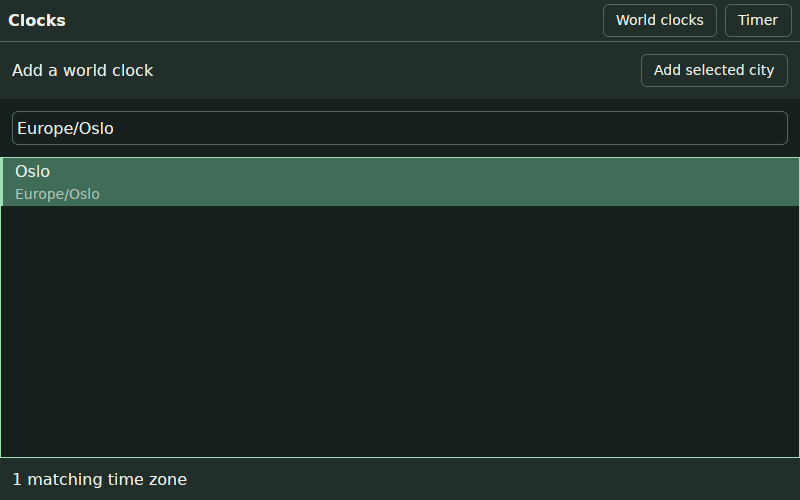 Clocks
World clocks
Timer
Add a world clock
Add selected city
Europe/Oslo
Oslo
Europe/Oslo
1 matching time zone